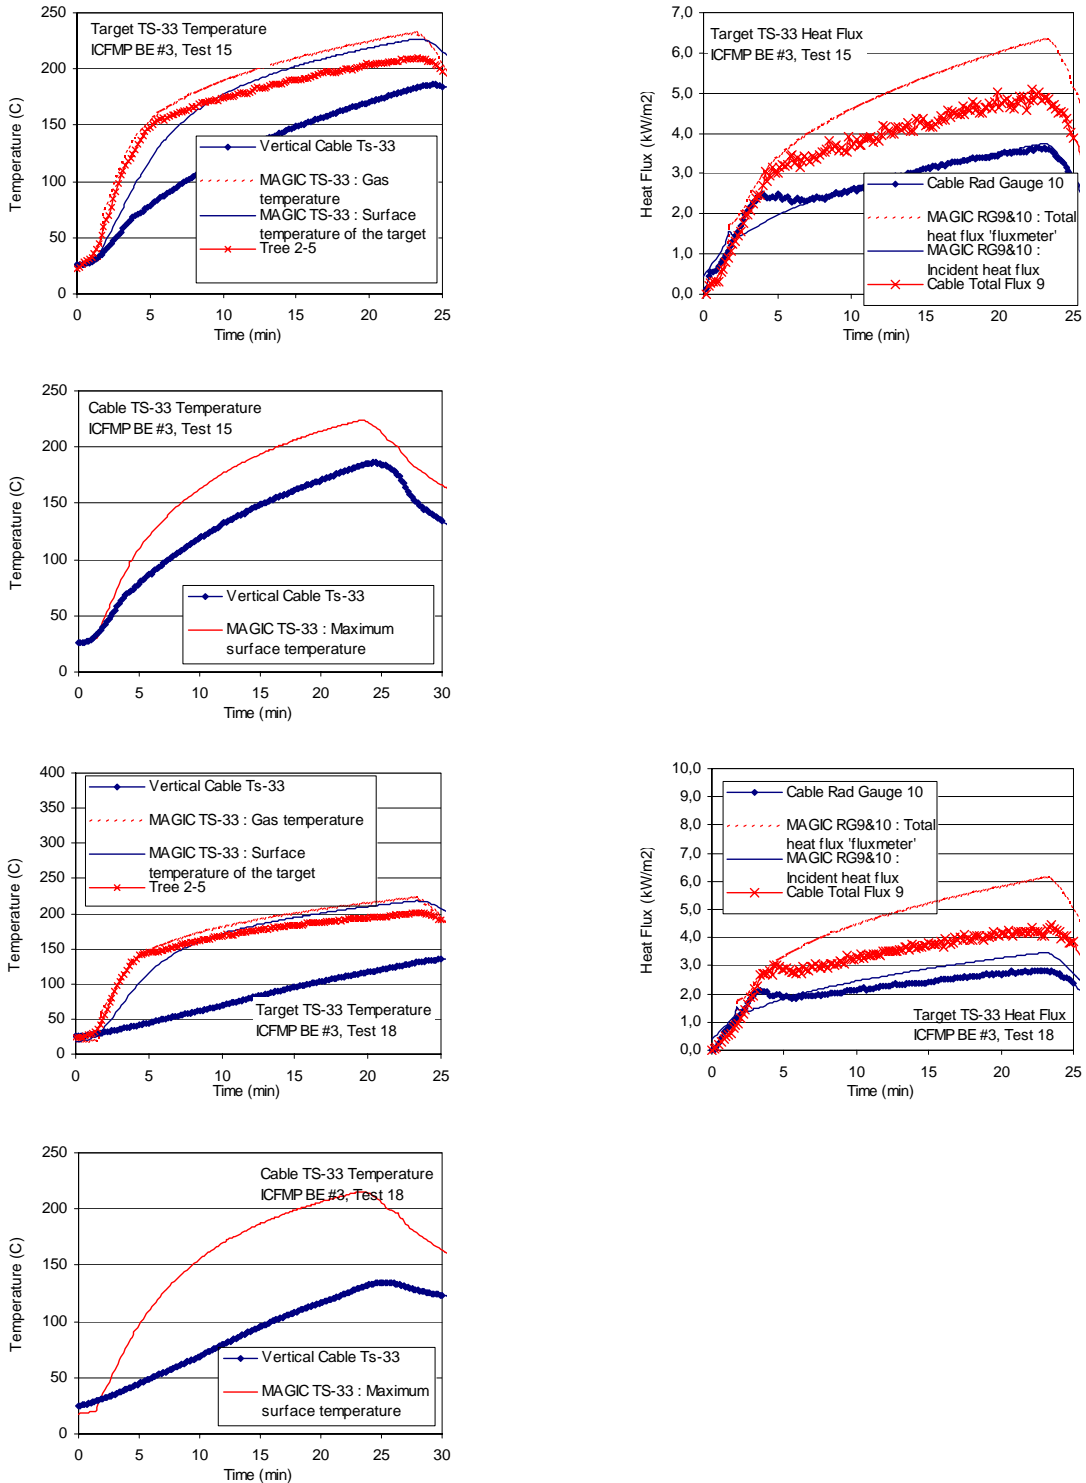 250
200
150
100
50
0
Temperature (C)
Target TS-33 Temperature
ICFMP BE #3, Test 15
Vertical Cable Ts-33
MAGIC TS-33 : Gas
temperature
MAGIC TS-33 : Surface
temperature of the target
Tree 2-5
0 5 10 15 20 25
Time (min)
7,0
6,0
5,0
4,0
3,0
2,0
1,0
0,0
Heat Flux (kW/m2)
Target TS-33 Heat Flux
ICFMP BE #3, Test 15
Cable Rad Gauge 10
MAGIC RG9&10 : Total
heat flux 'fluxmeter'
MAGIC RG9&10 :
Incident heat flux
Cable Total Flux 9
0 5 10 15 20 25
Time (min)
250
200
150
100
50
0
Temperature (C)
Cable TS-33 Temperature
ICFMP BE #3, Test 15
Vertical Cable Ts-33
MAGIC TS-33 : Maximum
surface temperature
0 5 10 15 20 25 30
Time (min)
400
350
300
250
200
150
100
50
0
Temperature (C)
Vertical Cable Ts-33
MAGIC TS-33 : Gas temperature
MAGIC TS-33 : Surface
temperature of the target
Tree 2-5
Target TS-33 Temperature
ICFMP BE #3, Test 18
0 5 10 15 20 25
Time (min)
10,0
9,0
8,0
7,0
6,0
5,0
4,0
3,0
2,0
1,0
0,0
Heat Flux (kW/m2)
Cable Rad Gauge 10
MAGIC RG9&10 : Total
heat flux 'fluxmeter'
MAGIC RG9&10 :
Incident heat flux
Cable Total Flux 9
Target TS-33 Heat Flux
ICFMP BE #3, Test 18
0 5 10 15 20 25
Time (min)
250
200
150
100
50
0
Temperature (C)
Cable TS-33 Temperature
ICFMP BE #3, Test 18
Vertical Cable Ts-33
MAGIC TS-33 : Maximum
surface temperature
0 5 10 15 20 25 30
Time (min)